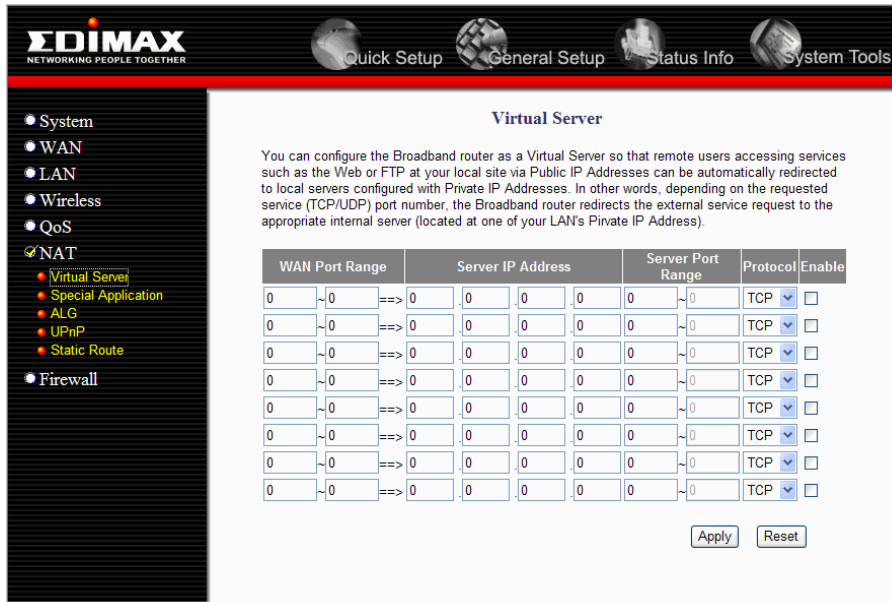 EDIMAX
NETWORKING PEOPLE TOGETHER
Quick Setup General Setup Status Info System Tools
System
WAN
LAN
Wireless
QoS
NAT
Virtual Server
Special Application
ALG
UPnP
Static Route
Firewall
Virtual Server
You can configure the Broadband router as a Virtual Server so that remote users accessing services
such as the Web or FTP at your local site via Public IP Addresses can be automatically redirected
to local servers configured with Private IP Addresses. In other words, depending on the requested
service (TCP/UDP) port number, the Broadband router redirects the external service request to the
appropriate internal server (located at one of your LAN's Pirivate IP Address).
WAN Port Range Server IP Address Server Port Range Protocol Enable
0 ~ 0 ==> 0 . 0 . 0 . 0 0 ~ 0 TCP
0 ~ 0 ==> 0 . 0 . 0 . 0 0 ~ 0 TCP
0 ~ 0 ==> 0 . 0 . 0 . 0 0 ~ 0 TCP
0 ~ 0 ==> 0 . 0 . 0 . 0 0 ~ 0 TCP
0 ~ 0 ==> 0 . 0 . 0 . 0 0 ~ 0 TCP
0 ~ 0 ==> 0 . 0 . 0 . 0 0 ~ 0 TCP
0 ~ 0 ==> 0 . 0 . 0 . 0 0 ~ 0 TCP
0 ~ 0 ==> 0 . 0 . 0 . 0 0 ~ 0 TCP
Apply Reset